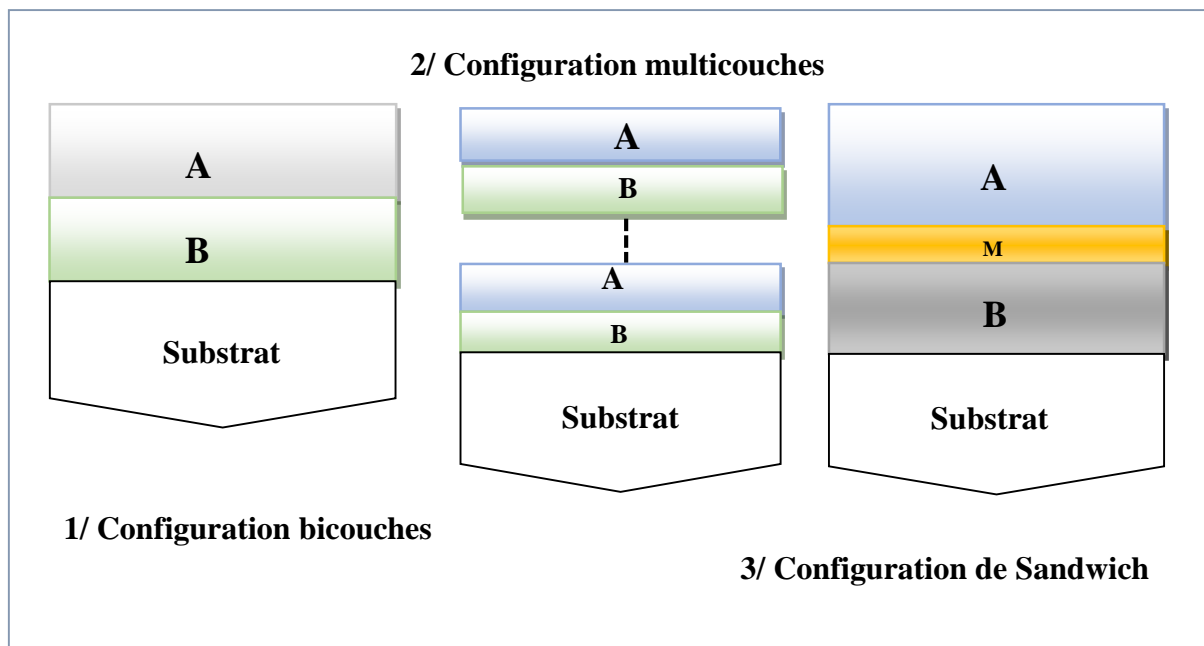 2/ Configuration multicouches
A
B
Substrat
1/ Configuration bicouches
A
B
A
B
Substrat
A
M
B
Substrat
3/ Configuration de Sandwich